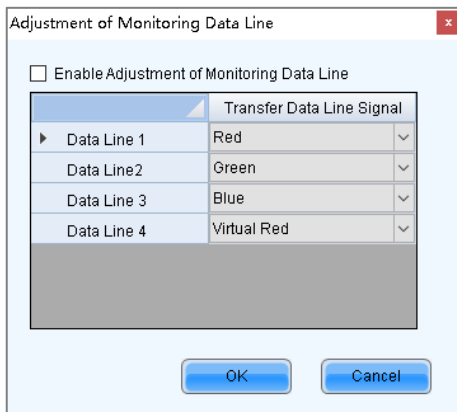 Adjustment of Monitoring Data Line
x
Enable Adjustment of Monitoring Data Line
Transfer Data Line Signal
Data Line 1 Red
Data Line2 Green
Data Line 3 Blue
Data Line 4 Virtual Red
OK Cancel